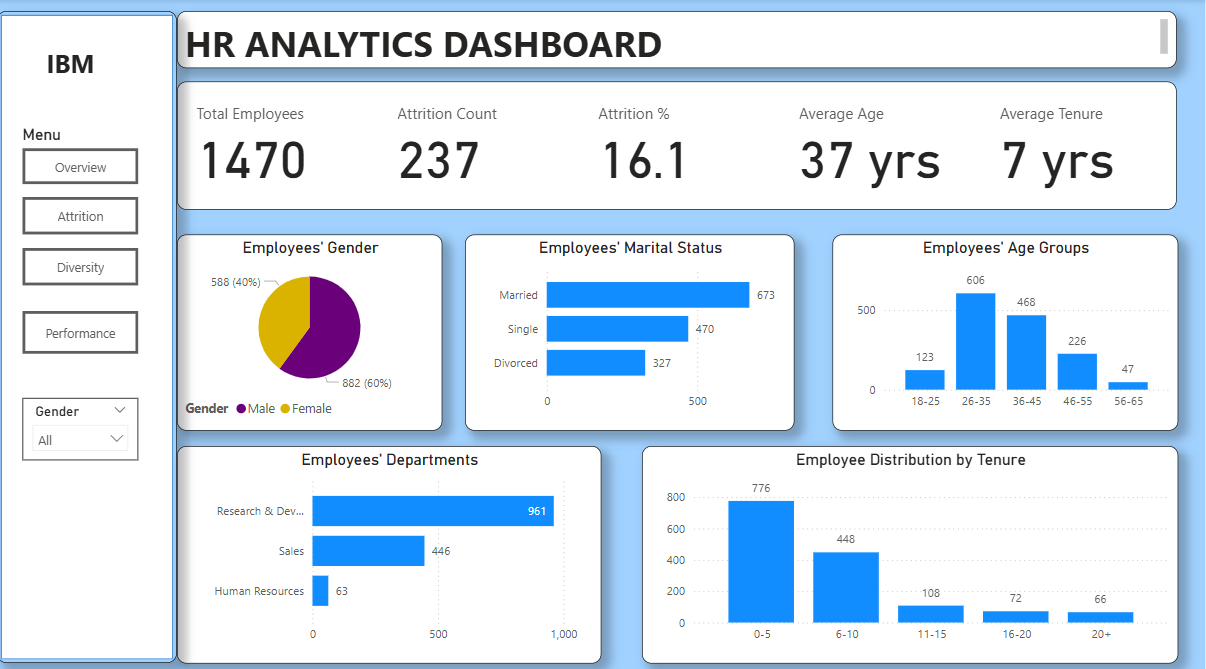 IBM
Menu
Overview
Attrition
Diversity
Performance
Gender
All
HR ANALYTICS DASHBOARD
Total Employees
1470
Attrition Count
237
Attrition %
16.1
Average Age
37 yrs
Average Tenure
7 yrs
Employees' Gender
588 (40%)
882 (60%)
Gender Male Female
Employees' Marital Status
Married 673
Single 470
Divorced 327
0 500
Employees' Age Groups
606
500 468
226
123
47
0
18-25 26-35 36-45 46-55 56-65
Employees' Departments
Research & Dev... 961
Sales 446
Human Resources 63
0 500 1,000
Employee Distribution by Tenure
776
800
600 448
400
200 108 72 66
0
0-5 6-10 11-15 16-20 20+